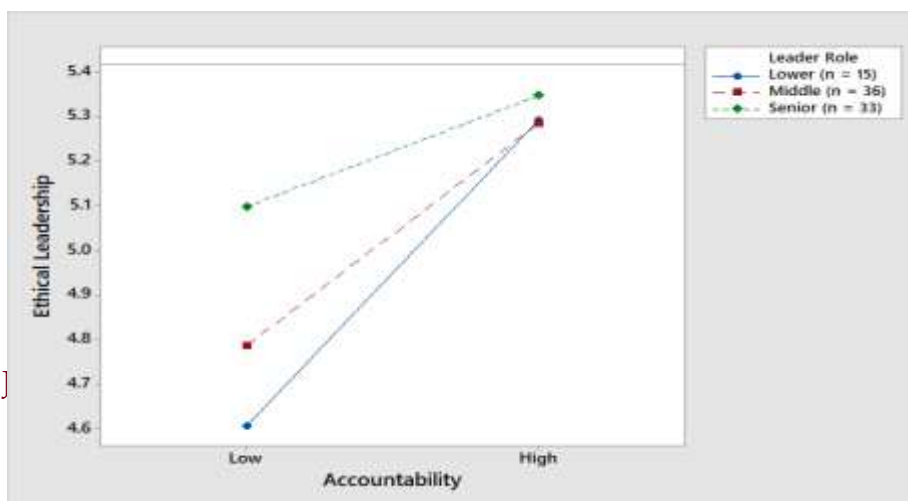 Leader Role
Lower (n = 15)
Middle (n = 36)
Senior (n = 33)
Ethical Leadership
5.4
5.3
5.2
5.1
5.0
4.9
4.8
4.7
4.6
Low
High
Accountability